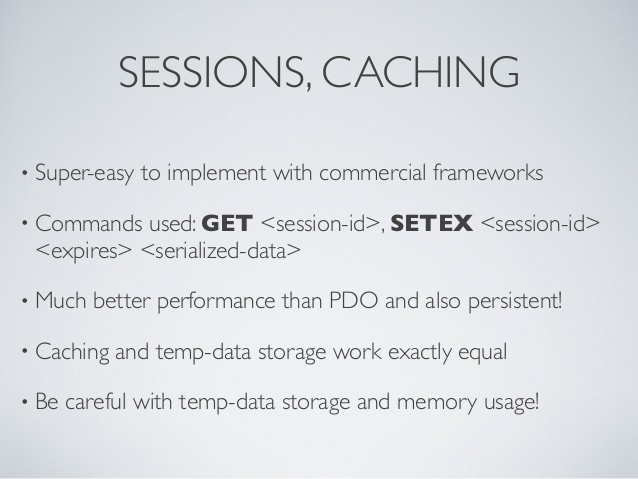 SESSIONS, CACHING
• Super-easy to implement with commercial frameworks
• Commands used: GET <session-id>, SETEX <session-id>
<expires> <serialized-data>
• Much better performance than PDO and also persistent!
• Caching and temp-data storage work exactly equal
• Be careful with temp-data storage and memory usage!